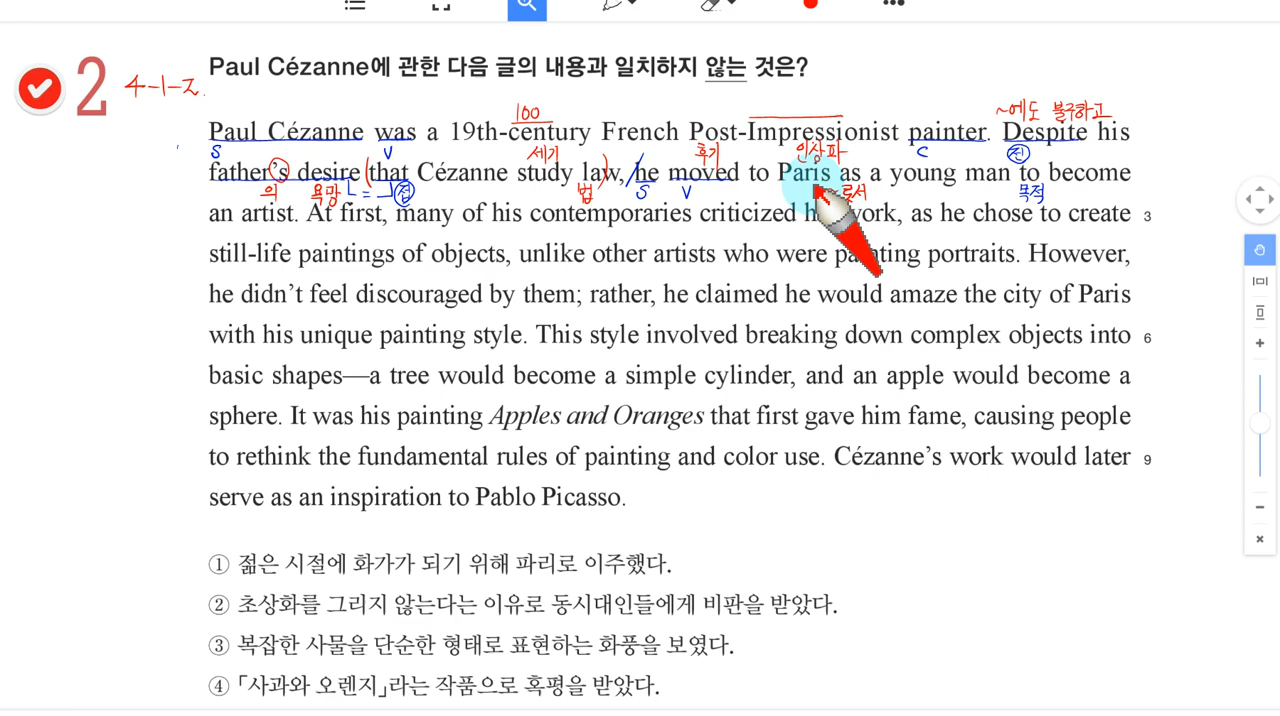 2 4-1-2. Paul Cézanne에 관한 다음 글의 내용과 일치하지 않는 것은?
100 ~에도 불구하고
Paul Cézanne was a 19th-century French Post-Impressionist painter. Despite his
S V 세기 후기 인상파 C 전
father's desire (that Cézanne study law), he moved to Paris as a young man to become
의 욕망 접 법 S V ~로서 목적
an artist. At first, many of his contemporaries criticized work, as he chose to create 3
still-life paintings of objects, unlike other artists who were painting portraits. However,
he didn't feel discouraged by them; rather, he claimed he would amaze the city of Paris
with his unique painting style. This style involved breaking down complex objects into 6
basic shapes—a tree would become a simple cylinder, and an apple would become a
sphere. It was his painting Apples and Oranges that first gave him fame, causing people
to rethink the fundamental rules of painting and color use. Cézanne's work would later 9
serve as an inspiration to Pablo Picasso.
① 젊은 시절에 화가가 되기 위해 파리로 이주했다.
② 초상화를 그리지 않는다는 이유로 동시대인들에게 비판을 받았다.
③ 복잡한 사물을 단순한 형태로 표현하는 화풍을 보였다.
④ 「사과와 오렌지」라는 작품으로 혹평을 받았다.